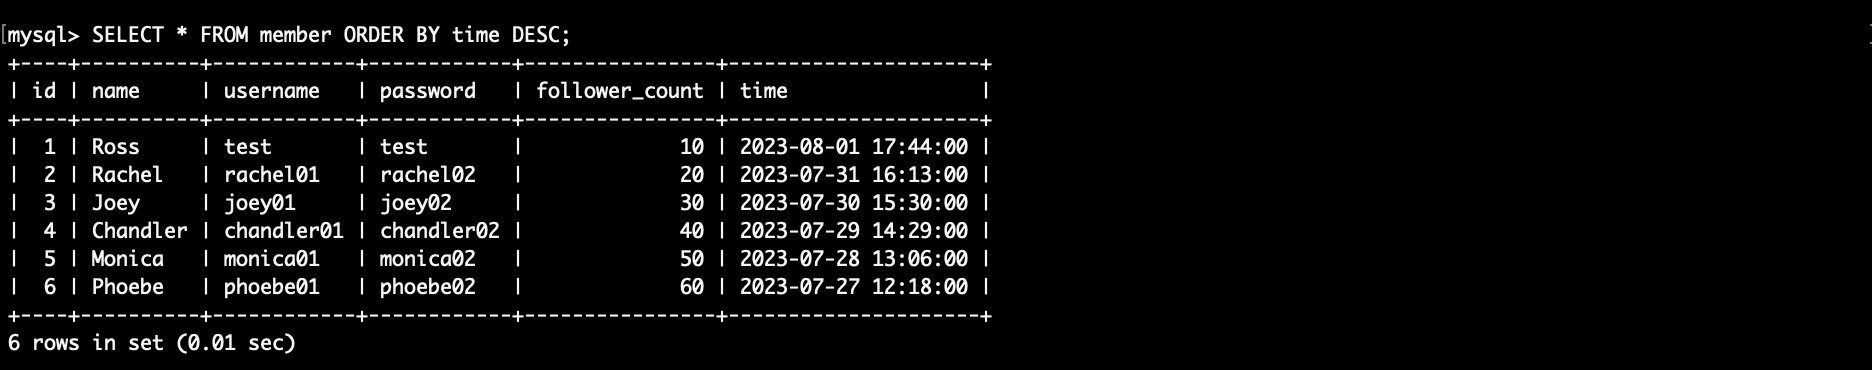 [mysql> SELECT * FROM member ORDER BY time DESC;
+----+----------+------------+------------+----------------+---------------------+
| id | name     | username   | password   | follower_count | time                |
+----+----------+------------+------------+----------------+---------------------+
|  1 | Ross     | test       | test       |             10 | 2023-08-01 17:44:00 |
|  2 | Rachel   | rachel01   | rachel02   |             20 | 2023-07-31 16:13:00 |
|  3 | Joey     | joey01     | joey02     |             30 | 2023-07-30 15:30:00 |
|  4 | Chandler | chandler01 | chandler02 |             40 | 2023-07-29 14:29:00 |
|  5 | Monica   | monica01   | monica02   |             50 | 2023-07-28 13:06:00 |
|  6 | Phoebe   | phoebe01   | phoebe02   |             60 | 2023-07-27 12:18:00 |
+----+----------+------------+------------+----------------+---------------------+
6 rows in set (0.01 sec)